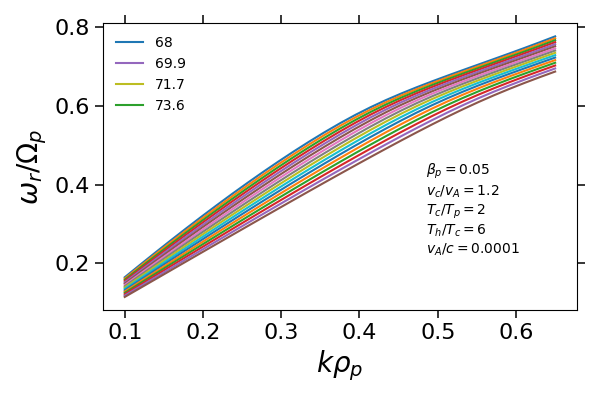 0.8
0.6
0.4
0.2
ω_r/Ω_p
68
69.9
71.7
73.6
β_p = 0.05
v_c/v_A = 1.2
T_c/T_p = 2
T_h/T_c = 6
v_A/c = 0.0001
0.1 0.2 0.3 0.4 0.5 0.6
kρ_p